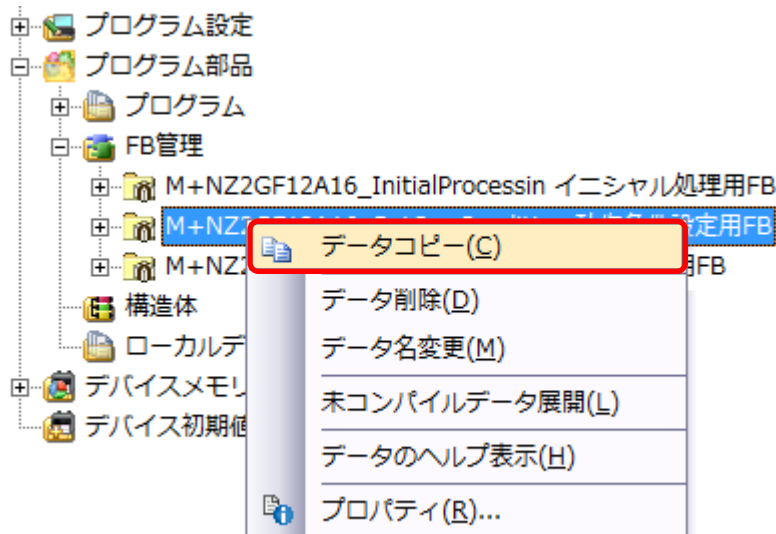 プログラム設定
プログラム部品
プログラム
FB管理
M+NZ2GF12A16_InitialProcessin イニシャル処理用FB
M+NZ2 定用FB
M+NZ2 用FB
構造体
ローカルデ
デバイスメモリ
デバイス初期値
データコピー(C)
データ削除(D)
データ名変更(M)
未コンパイルデータ展開(L)
データのヘルプ表示(H)
プロパティ(R)...